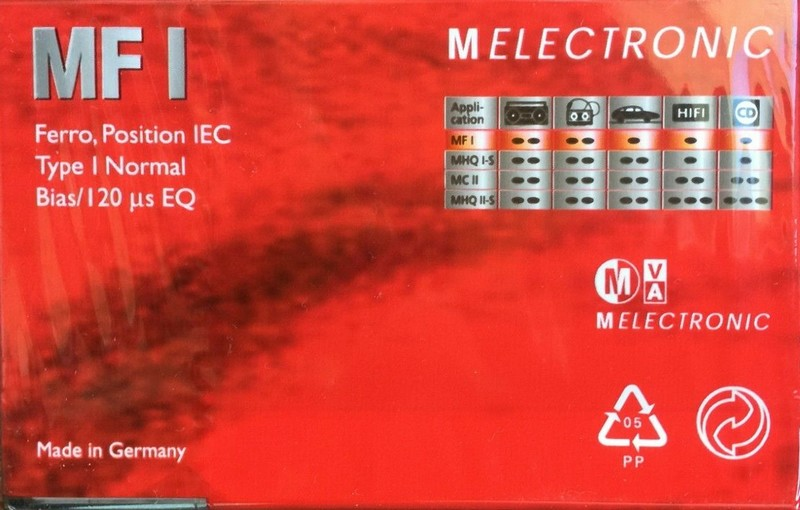 MF I
MELECTRONIC
Ferro, Position IEC
Type I Normal
Bias/120 µs EQ
Appli-
cation
HIFI
CD
MF I
MHQ I-S
MC II
MHQ II-S
M VA
MELECTRONIC
05
PP
Made in Germany